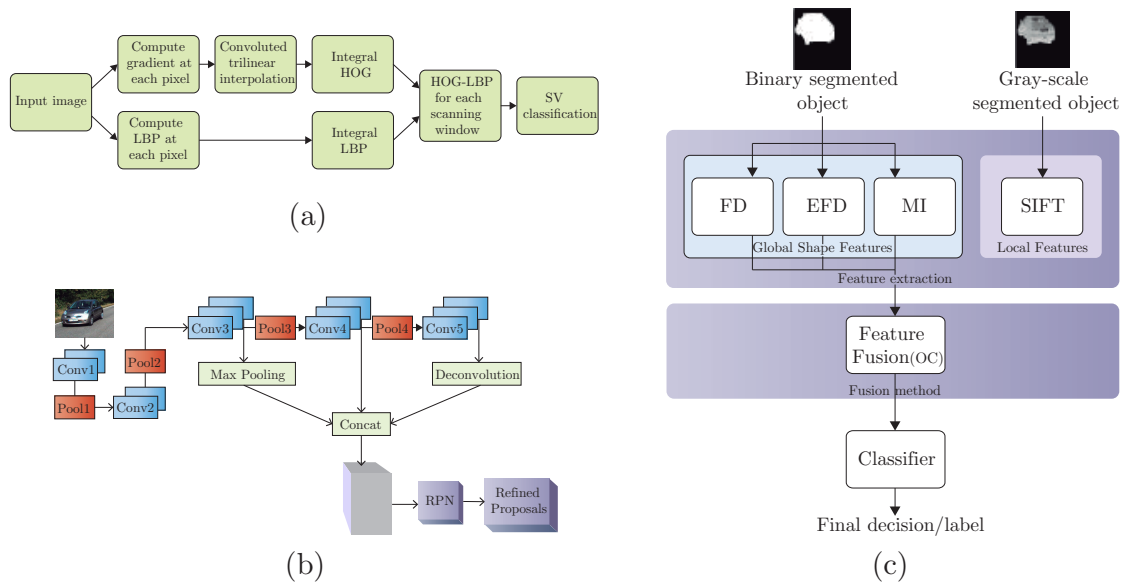 Input image
Compute
gradient at
each pixel
Convoluted
trilinear
interpolation
Integral
HOG
Compute
LBP at
each pixel
Integral
LBP
HOG-LBP
for each
scanning
window
SV
classification
(a)
Conv1
Pool1
Conv2
Pool2
Conv3
Pool3
Conv4
Pool4
Conv5
Max Pooling
Deconvolution
Concat
RPN
Refined
Proposals
(b)
Binary segmented
object
Gray-scale
segmented object
FD
EFD
MI
SIFT
Global Shape Features
Local Features
Feature extraction
Feature
Fusion(OC)
Fusion method
Classifier
Final decision/label
(c)